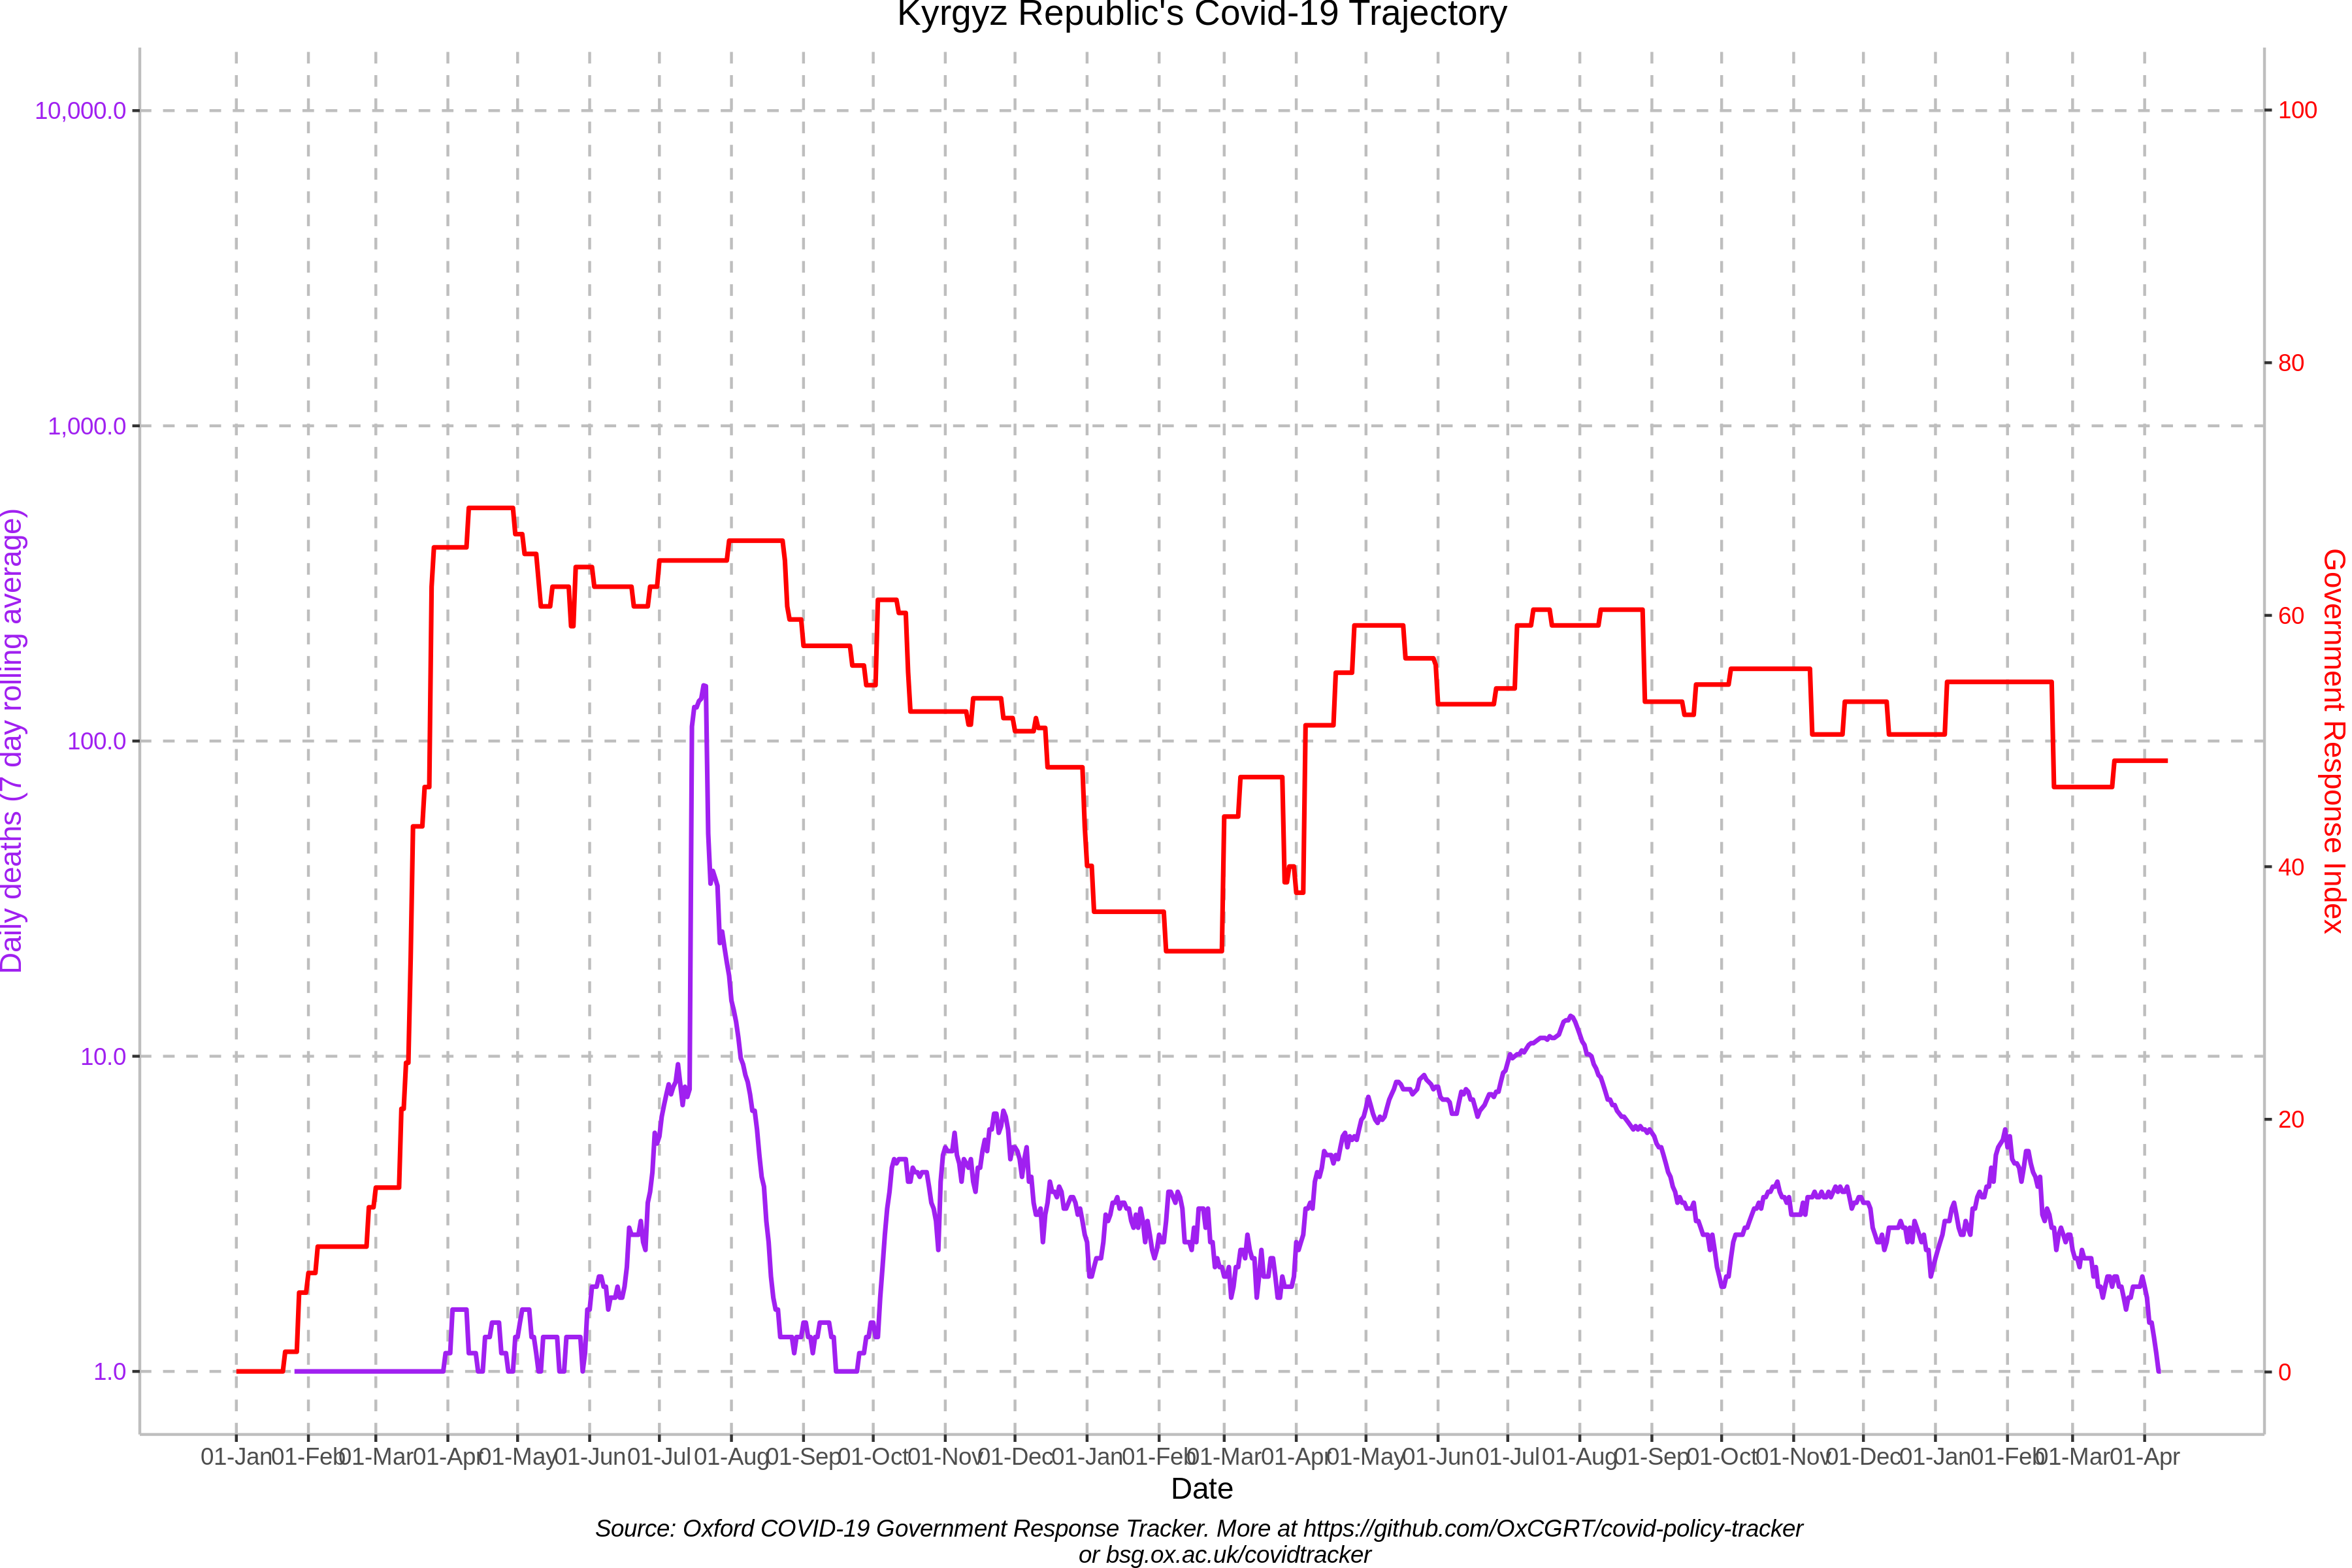 Kyrgyz Republic's Covid-19 Trajectory
10,000.0
1,000.0
100.0
10.0
1.0
Daily deaths (7 day rolling average)
100
80
60
40
20
0
Government Response Index
01-Jan 01-Feb 01-Mar 01-Apr 01-May 01-Jun 01-Jul 01-Aug 01-Sep 01-Oct 01-Nov 01-Dec 01-Jan 01-Feb 01-Mar 01-Apr 01-May 01-Jun 01-Jul 01-Aug 01-Sep 01-Oct 01-Nov 01-Dec 01-Jan 01-Feb 01-Mar 01-Apr
Date
Source: Oxford COVID-19 Government Response Tracker. More at https://github.com/OxCGRT/covid-policy-tracker
or bsg.ox.ac.uk/covidtracker